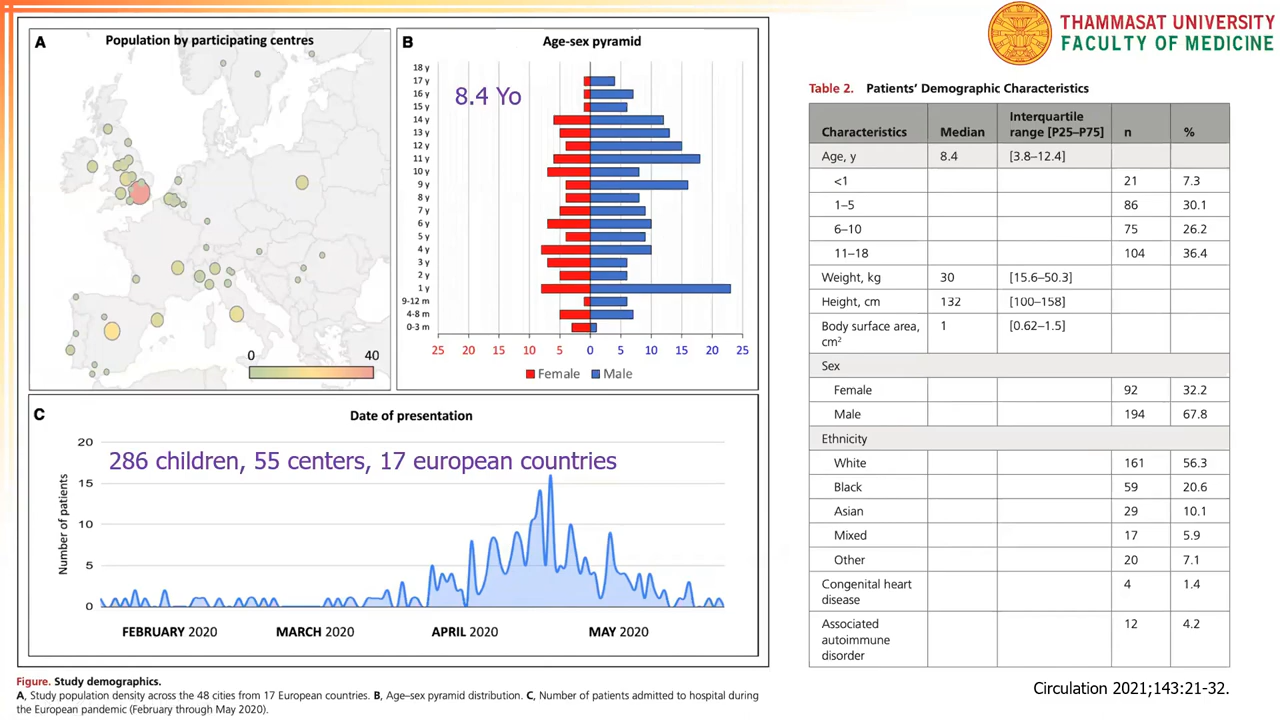 THAMMASAT UNIVERSITY
FACULTY OF MEDICINE
A
Population by participating centres
0
40
B
Age-sex pyramid
8.4 Yo
18 y
17 y
16 y
15 y
14 y
13 y
12 y
11 y
10 y
9 y
8 y
7 y
6 y
5 y
4 y
3 y
2 y
1 y
9-12 m
4-8 m
0-3 m
25 20 15 10 5 0 5 10 15 20 25
Female Male
C
Date of presentation
286 children, 55 centers, 17 european countries
Number of patients
20
15
10
5
0
FEBRUARY 2020 MARCH 2020 APRIL 2020 MAY 2020
Figure. Study demographics.
A, Study population density across the 48 cities from 17 European countries. B, Age–sex pyramid distribution. C, Number of patients admitted to hospital during
the European pandemic (February through May 2020).
Table 2. Patients' Demographic Characteristics
Characteristics Median Interquartile range [P25–P75] n %
Age, y 8.4 [3.8–12.4]
<1 21 7.3
1–5 86 30.1
6–10 75 26.2
11–18 104 36.4
Weight, kg 30 [15.6–50.3]
Height, cm 132 [100–158]
Body surface area, cm² 1 [0.62–1.5]
Sex
Female 92 32.2
Male 194 67.8
Ethnicity
White 161 56.3
Black 59 20.6
Asian 29 10.1
Mixed 17 5.9
Other 20 7.1
Congenital heart disease 4 1.4
Associated autoimmune disorder 12 4.2
Circulation 2021;143:21-32.